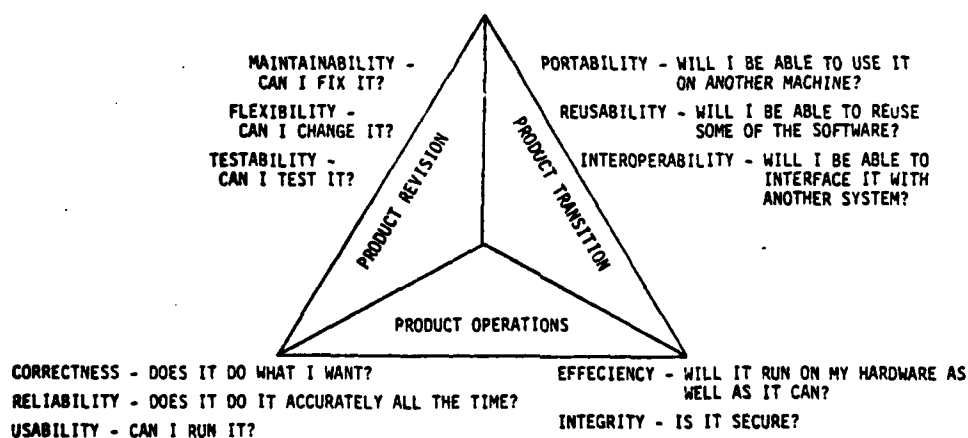 MAINTAINABILITY -
CAN I FIX IT?
FLEXIBILITY -
CAN I CHANGE IT?
TESTABILITY -
CAN I TEST IT?
PRODUCT REVISION
PORTABILITY - WILL I BE ABLE TO USE IT
ON ANOTHER MACHINE?
REUSABILITY - WILL I BE ABLE TO REUSE
SOME OF THE SOFTWARE?
INTEROPERABILITY - WILL I BE ABLE TO
INTERFACE IT WITH
ANOTHER SYSTEM?
PRODUCT TRANSITION
PRODUCT OPERATIONS
CORRECTNESS - DOES IT DO WHAT I WANT?
RELIABILITY - DOES IT DO IT ACCURATELY ALL THE TIME?
USABILITY - CAN I RUN IT?
EFFECIENCY - WILL IT RUN ON MY HARDWARE AS
WELL AS IT CAN?
INTEGRITY - IS IT SECURE?